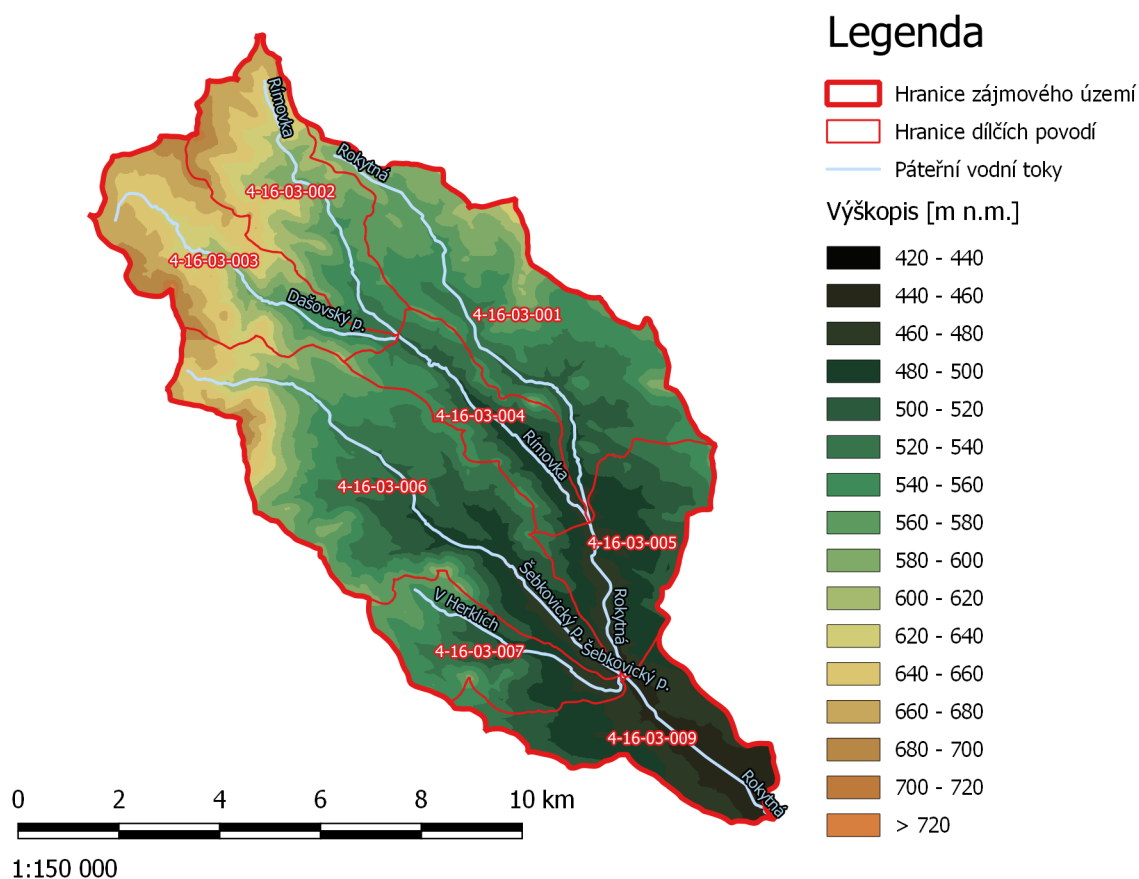 Legenda
Hranice zájmového území
Hranice dílčích povodí
Páteřní vodní toky
Výškopis [m n.m.]
420 - 440
440 - 460
460 - 480
480 - 500
500 - 520
520 - 540
540 - 560
560 - 580
580 - 600
600 - 620
620 - 640
640 - 660
660 - 680
680 - 700
700 - 720
> 720
Rímovka
Rokytná
4-16-03-002
4-16-03-003
Dašovský p.
4-16-03-001
4-16-03-004
Rímovka
4-16-03-006
4-16-03-005
Šebkovický p.
Rokytná
V Herklích
4-16-03-007
Šebkovický p.
4-16-03-009
Rokytná
0 2 4 6 8 10 km
1:150 000